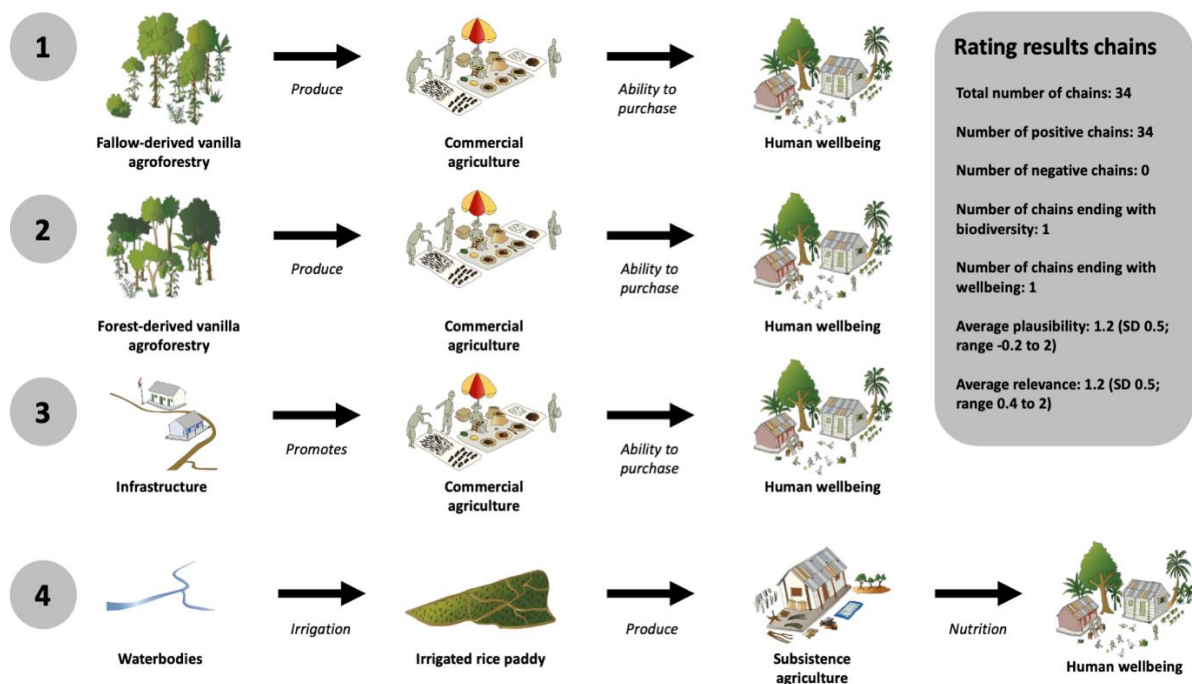 1
Produce
Ability to
purchase
Fallow-derived vanilla
agroforestry
Commercial
agriculture
Human wellbeing
2
Produce
Ability to
purchase
Forest-derived vanilla
agroforestry
Commercial
agriculture
Human wellbeing
3
Promotes
Ability to
purchase
Infrastructure
Commercial
agriculture
Human wellbeing
4
Irrigation
Produce
Nutrition
Waterbodies
Irrigated rice paddy
Subsistence
agriculture
Human wellbeing
Rating results chains
Total number of chains: 34
Number of positive chains: 34
Number of negative chains: 0
Number of chains ending with
biodiversity: 1
Number of chains ending with
wellbeing: 1
Average plausibility: 1.2 (SD 0.5;
range -0.2 to 2)
Average relevance: 1.2 (SD 0.5;
range 0.4 to 2)